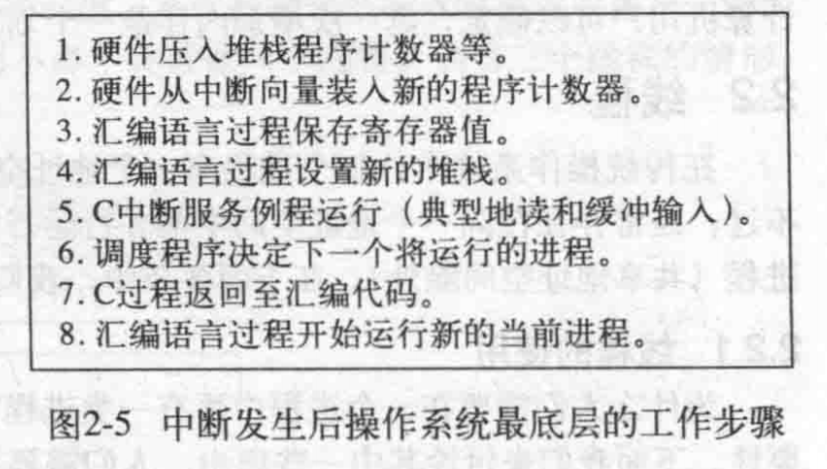 1. 硬件压入堆栈程序计数器等。
2. 硬件从中断向量装入新的程序计数器。
3. 汇编语言过程保存寄存器值。
4. 汇编语言过程设置新的堆栈。
5. C中断服务例程运行（典型地读和缓冲输入）。
6. 调度程序决定下一个将运行的进程。
7. C过程返回至汇编代码。
8. 汇编语言过程开始运行新的当前进程。
图2-5 中断发生后操作系统最底层的工作步骤